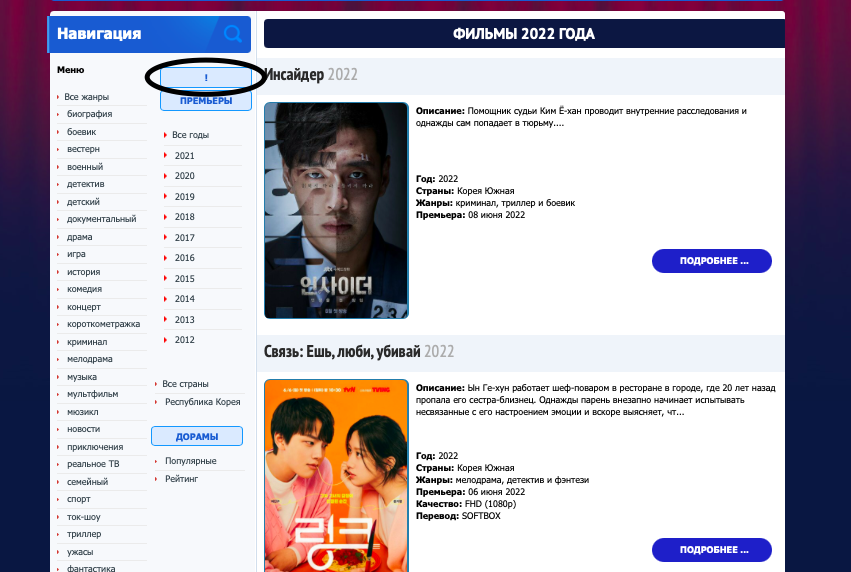 Навигация
Меню
Все жанры
биография
боевик
вестерн
военный
детектив
детский
документальный
драма
игра
история
комедия
концерт
короткометражка
криминал
мелодрама
музыка
мультфильм
мюзикл
новости
приключения
реальное ТВ
семейный
спорт
ток-шоу
триллер
ужасы
фантастика
!
ПРЕМЬЕРЫ
Все годы
2021
2020
2019
2018
2017
2016
2015
2014
2013
2012
Все страны
Республика Корея
ДОРАМЫ
Популярные
Рейтинг
ФИЛЬМЫ 2022 ГОДА
Инсайдер 2022
인사이더
Описание: Помощник судьи Ким Ё-хан проводит внутренние расследования и
однажды сам попадает в тюрьму....
Год: 2022
Страны: Корея Южная
Жанры: криминал, триллер и боевик
Премьера: 08 июня 2022
ПОДРОБНЕЕ ...
Связь: Ешь, люби, убивай 2022
tvN
TVING
링크
Описание: Ын Ге-хун работает шеф-поваром в ресторане в городе, где 20 лет назад
пропала его сестра-близнец. Однажды парень внезапно начинает испытывать
несвязанные с его настроением эмоции и вскоре выясняет, чт...
Год: 2022
Страны: Корея Южная
Жанры: мелодрама, детектив и фэнтези
Премьера: 06 июня 2022
Качество: FHD (1080p)
Перевод: SOFTBOX
ПОДРОБНЕЕ ...